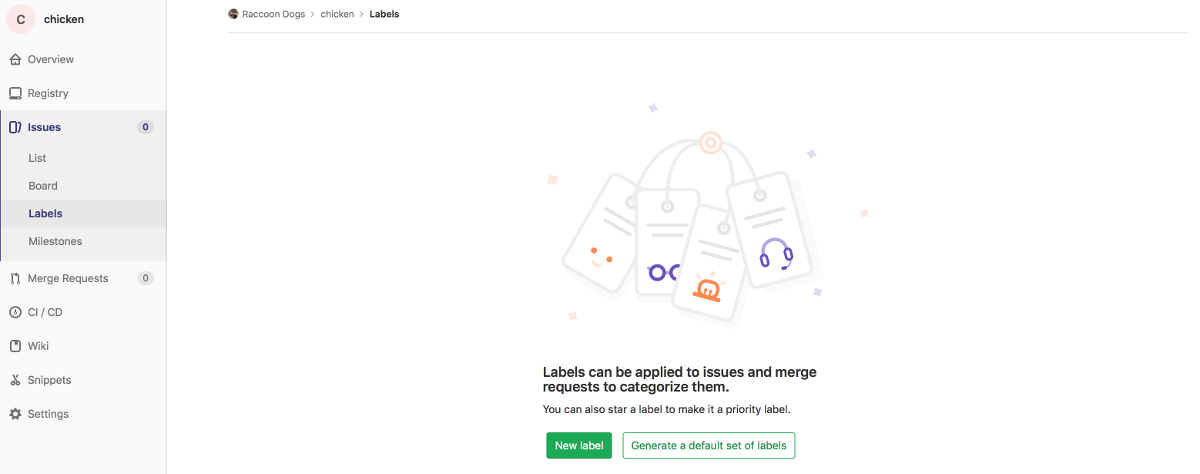 C chicken
Raccoon Dogs > chicken > Labels
Overview
Registry
Issues 0
List
Board
Labels
Milestones
Merge Requests 0
CI / CD
Wiki
Snippets
Settings
Labels can be applied to issues and merge
requests to categorize them.
You can also star a label to make it a priority label.
New label Generate a default set of labels